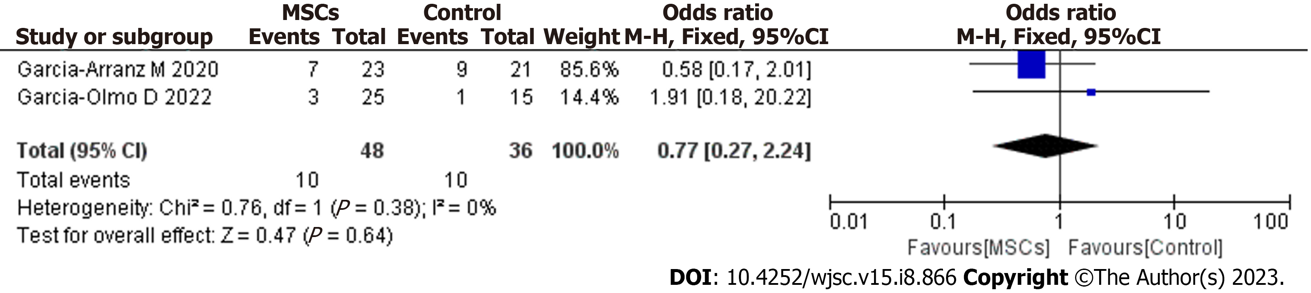 MSCs Control Odds ratio Odds ratio
Study or subgroup Events Total Events Total Weight M-H, Fixed, 95%CI M-H, Fixed, 95%CI
Garcia-Arranz M 2020 7 23 9 21 85.6% 0.58 [0.17, 2.01]
Garcia-Olmo D 2022 3 25 1 15 14.4% 1.91 [0.18, 20.22]
Total (95% CI) 48 36 100.0% 0.77 [0.27, 2.24]
Total events 10 10
Heterogeneity: Chi² = 0.76, df = 1 (P = 0.38); I² = 0%
Test for overall effect: Z = 0.47 (P = 0.64)
0.01 0.1 1 10 100
Favours[MSCs] Favours[Control]
DOI: 10.4252/wjsc.v15.i8.866 Copyright ©The Author(s) 2023.